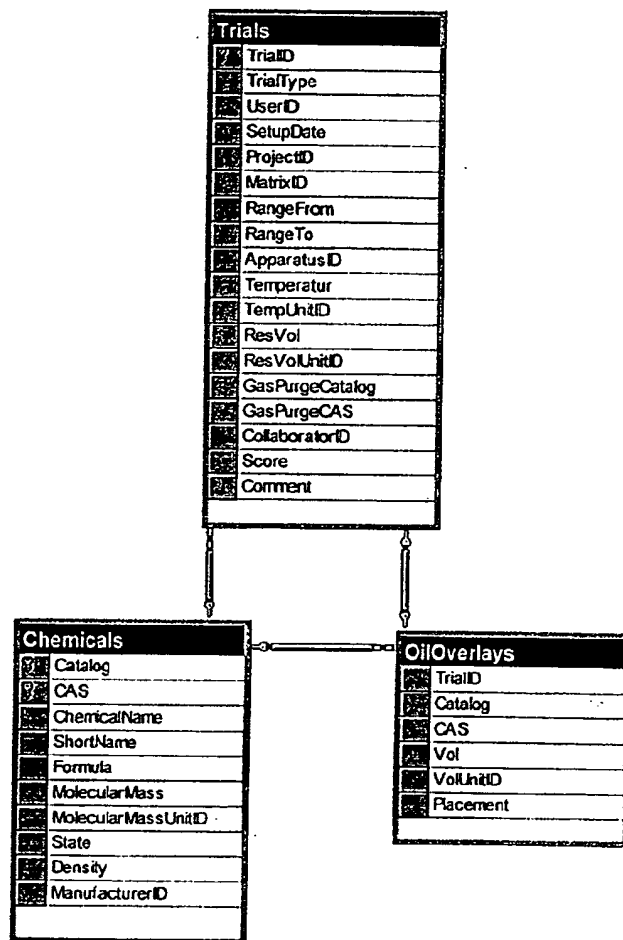 Trials
TrialID
TrialType
UserID
SetupDate
ProjectID
MatrixID
RangeFrom
RangeTo
ApparatusID
Temperatur
TempUnitID
ResVol
ResVolUnitID
GasPurgeCatalog
GasPurgeCAS
CollaboratorID
Score
Comment
Chemicals
Catalog
CAS
ChemicalName
ShortName
Formula
MolecularMass
MolecularMassUnitID
State
Density
ManufacturerID
OilOverlays
TrialID
Catalog
CAS
Vol
VolUnitID
Placement